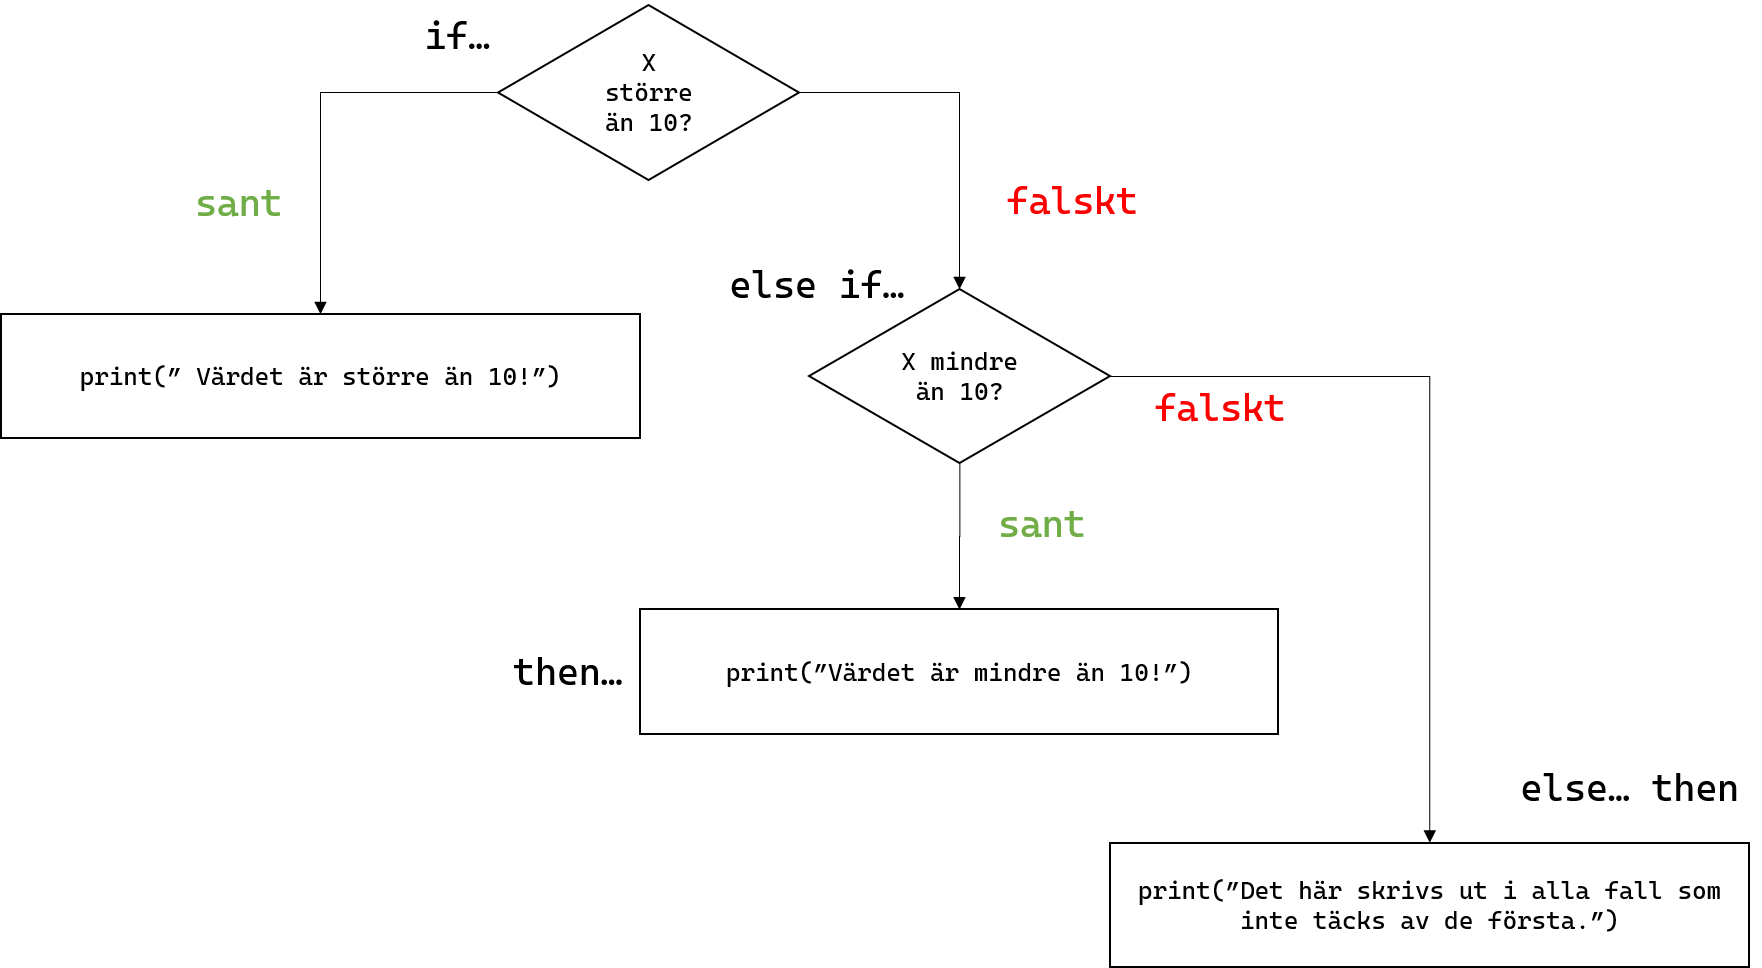 if…
X
större
än 10?
sant
falskt
else if…
print(” Värdet är större än 10!”)
X mindre
än 10?
falskt
sant
then…
print(”Värdet är mindre än 10!”)
else… then
print(”Det här skrivs ut i alla fall som
inte täcks av de första.”)